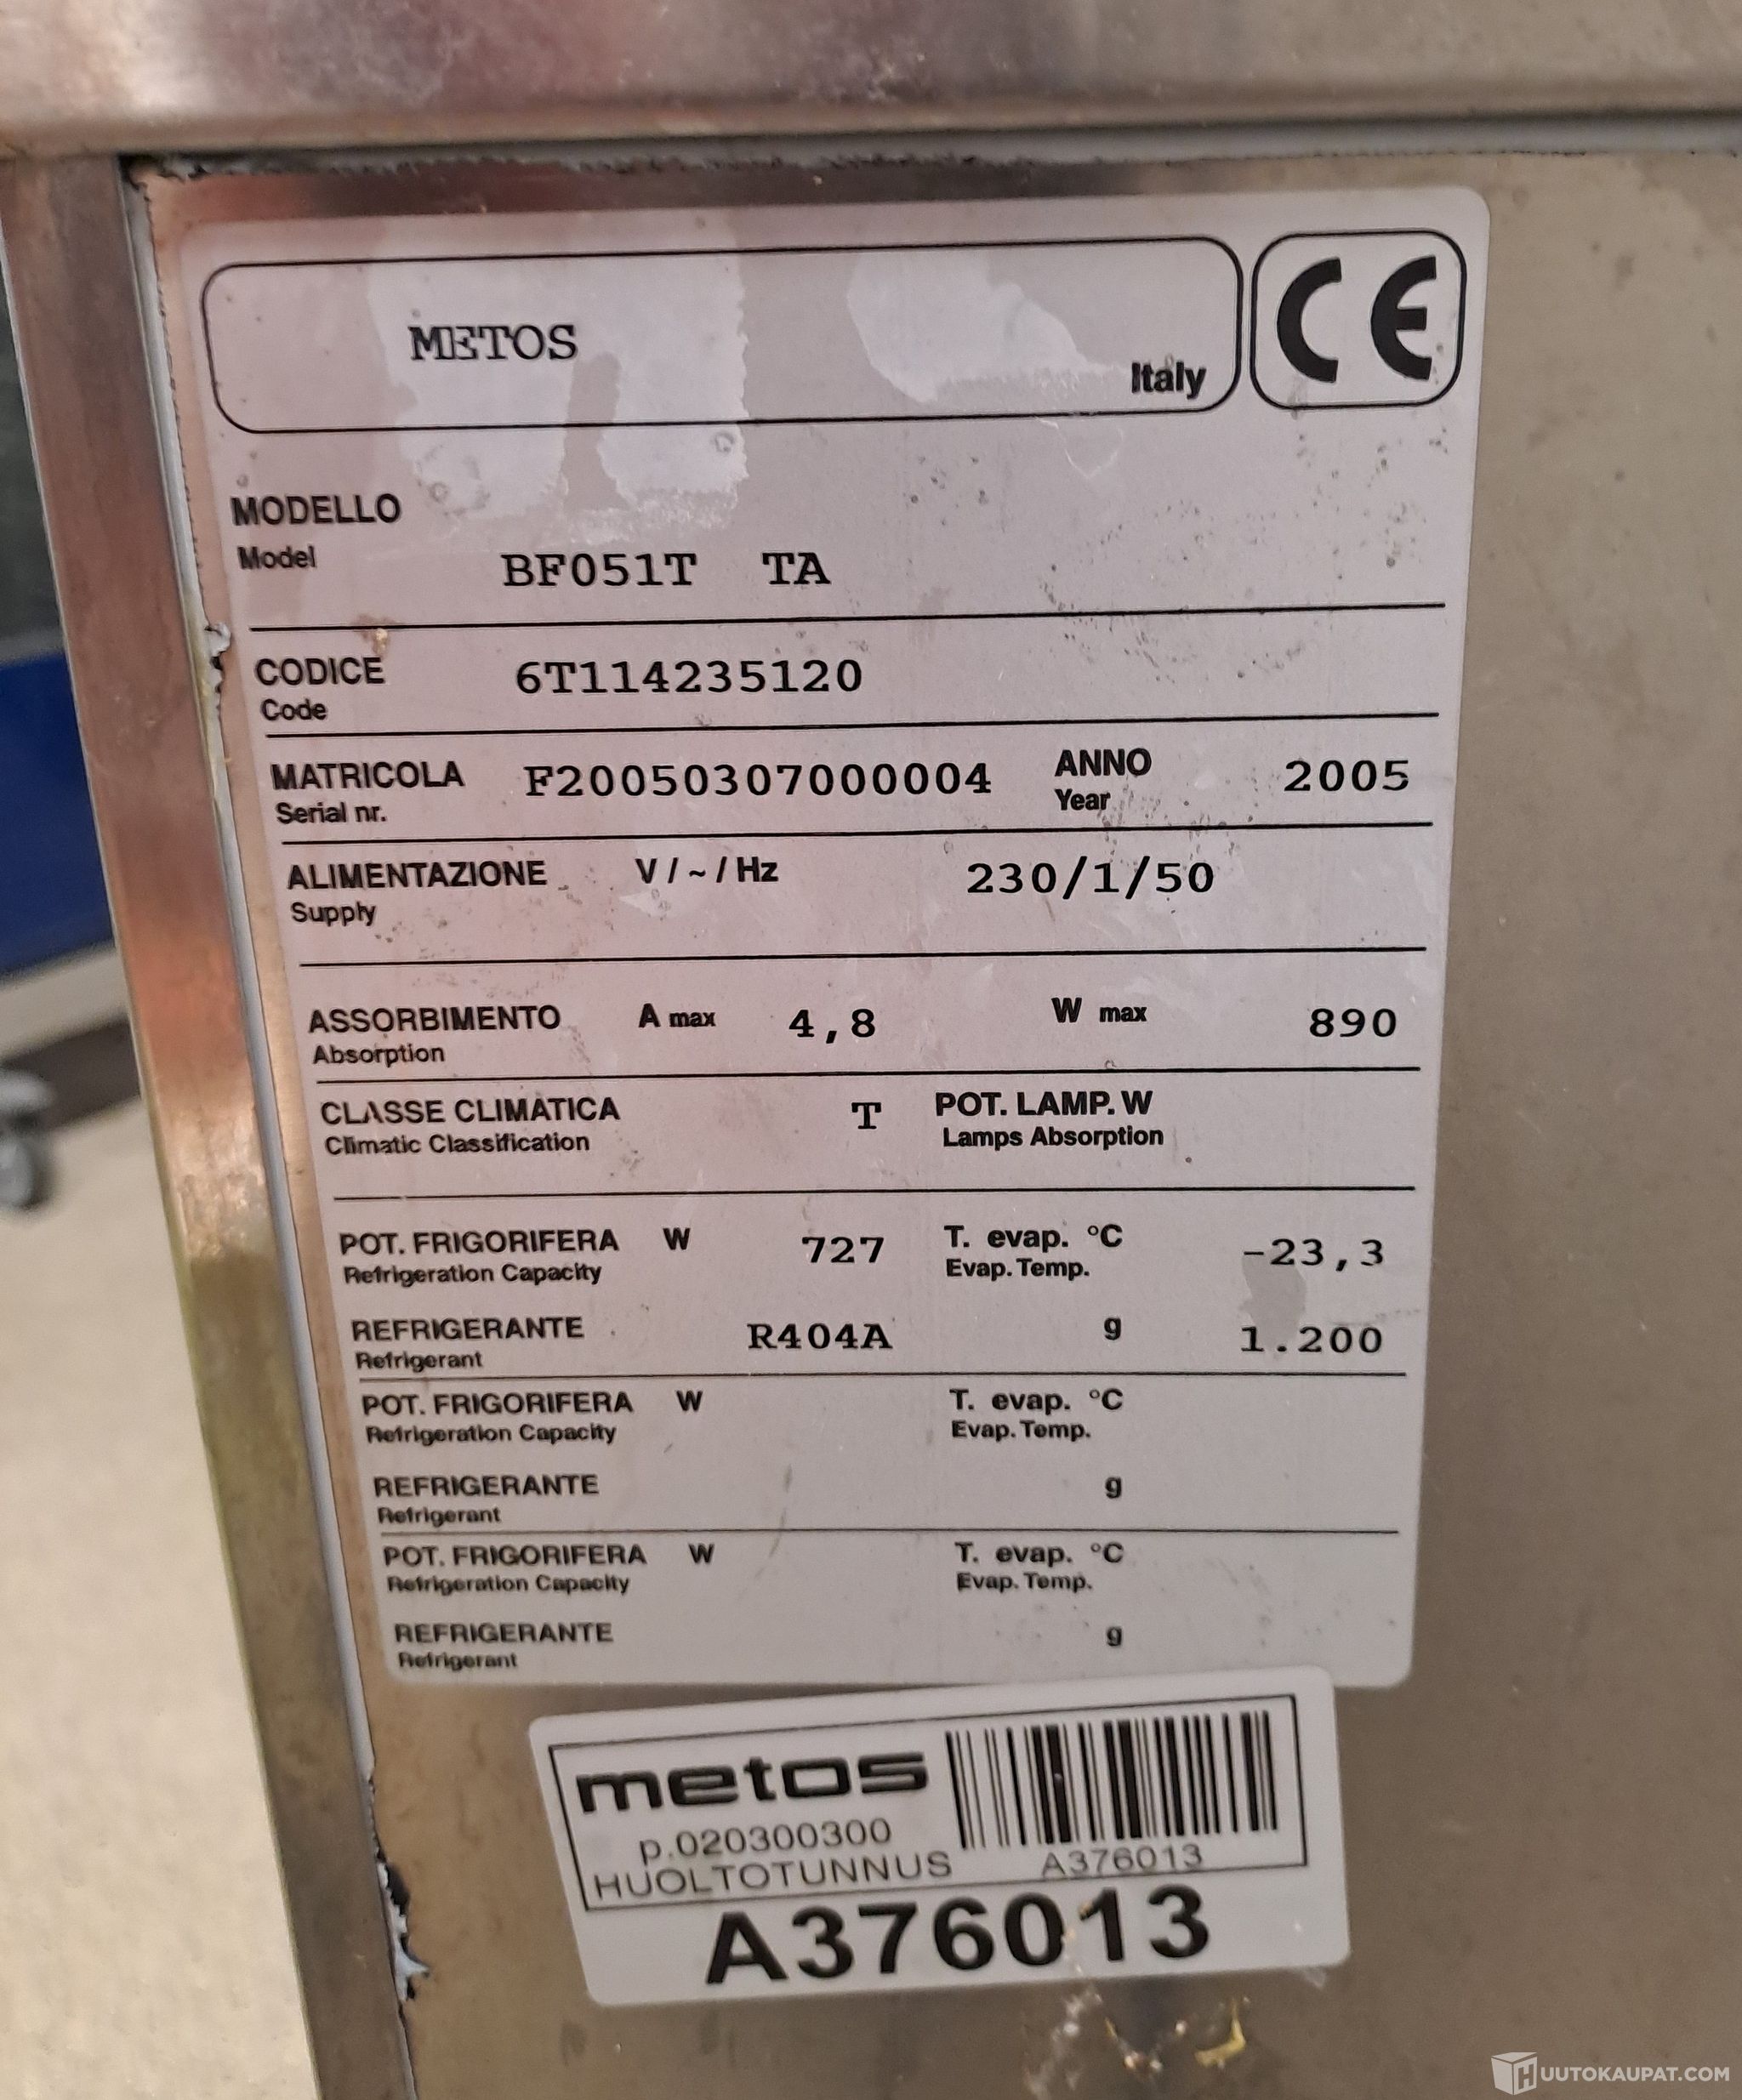 METOS
Italy
CE
MODELLO
Model
BF051T TA
CODICE 6T114235120
Code
MATRICOLA F20050307000004 ANNO 2005
Serial nr. Year
ALIMENTAZIONE V / ~ / Hz 230/1/50
Supply
ASSORBIMENTO A max 4,8 W max 890
Absorption
CLASSE CLIMATICA T POT. LAMP. W
Climatic Classification Lamps Absorption
POT. FRIGORIFERA W 727 T. evap. °C -23,3
Refrigeration Capacity Evap. Temp.
REFRIGERANTE R404A g 1.200
Refrigerant
POT. FRIGORIFERA W T. evap. °C
Refrigeration Capacity Evap. Temp.
REFRIGERANTE g
Refrigerant
POT. FRIGORIFERA W T. evap. °C
Refrigeration Capacity Evap. Temp.
REFRIGERANTE g
Refrigerant
metos
p.020300300
HUOLTOTUNNUS A376013
A376013
HUUTOKAUPAT.COM